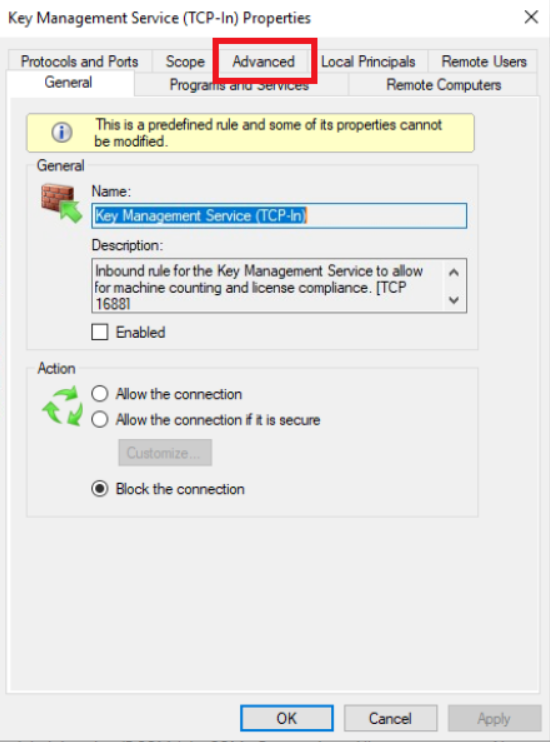 Key Management Service (TCP-In) Properties
Protocols and Ports Scope Advanced Local Principals Remote Users
General Programs and Services Remote Computers
This is a predefined rule and some of its properties cannot
be modified.
General
Name:
Key Management Service (TCP-In)
Description:
Inbound rule for the Key Management Service to allow
for machine counting and license compliance. [TCP
1688]
Enabled
Action
Allow the connection
Allow the connection if it is secure
Customize...
Block the connection
OK Cancel Apply